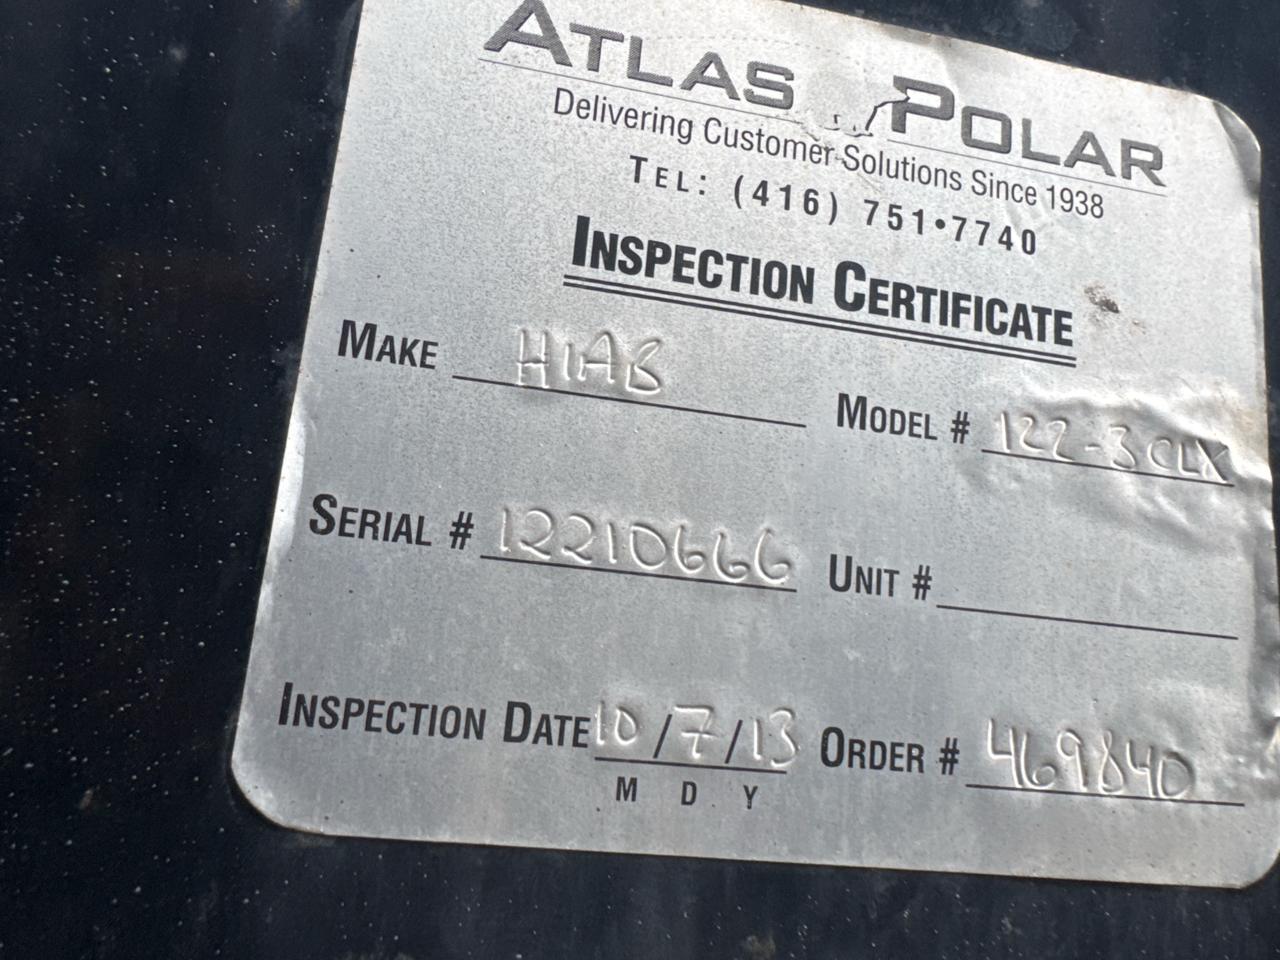 ATLAS POLAR
Delivering Customer Solutions Since 1938
TEL: (416) 751•7740
INSPECTION CERTIFICATE
MAKE HIAB MODEL # 122-3CLX
SERIAL # 12210666 UNIT #
INSPECTION DATE 10/7/13 ORDER # 469840
M D Y